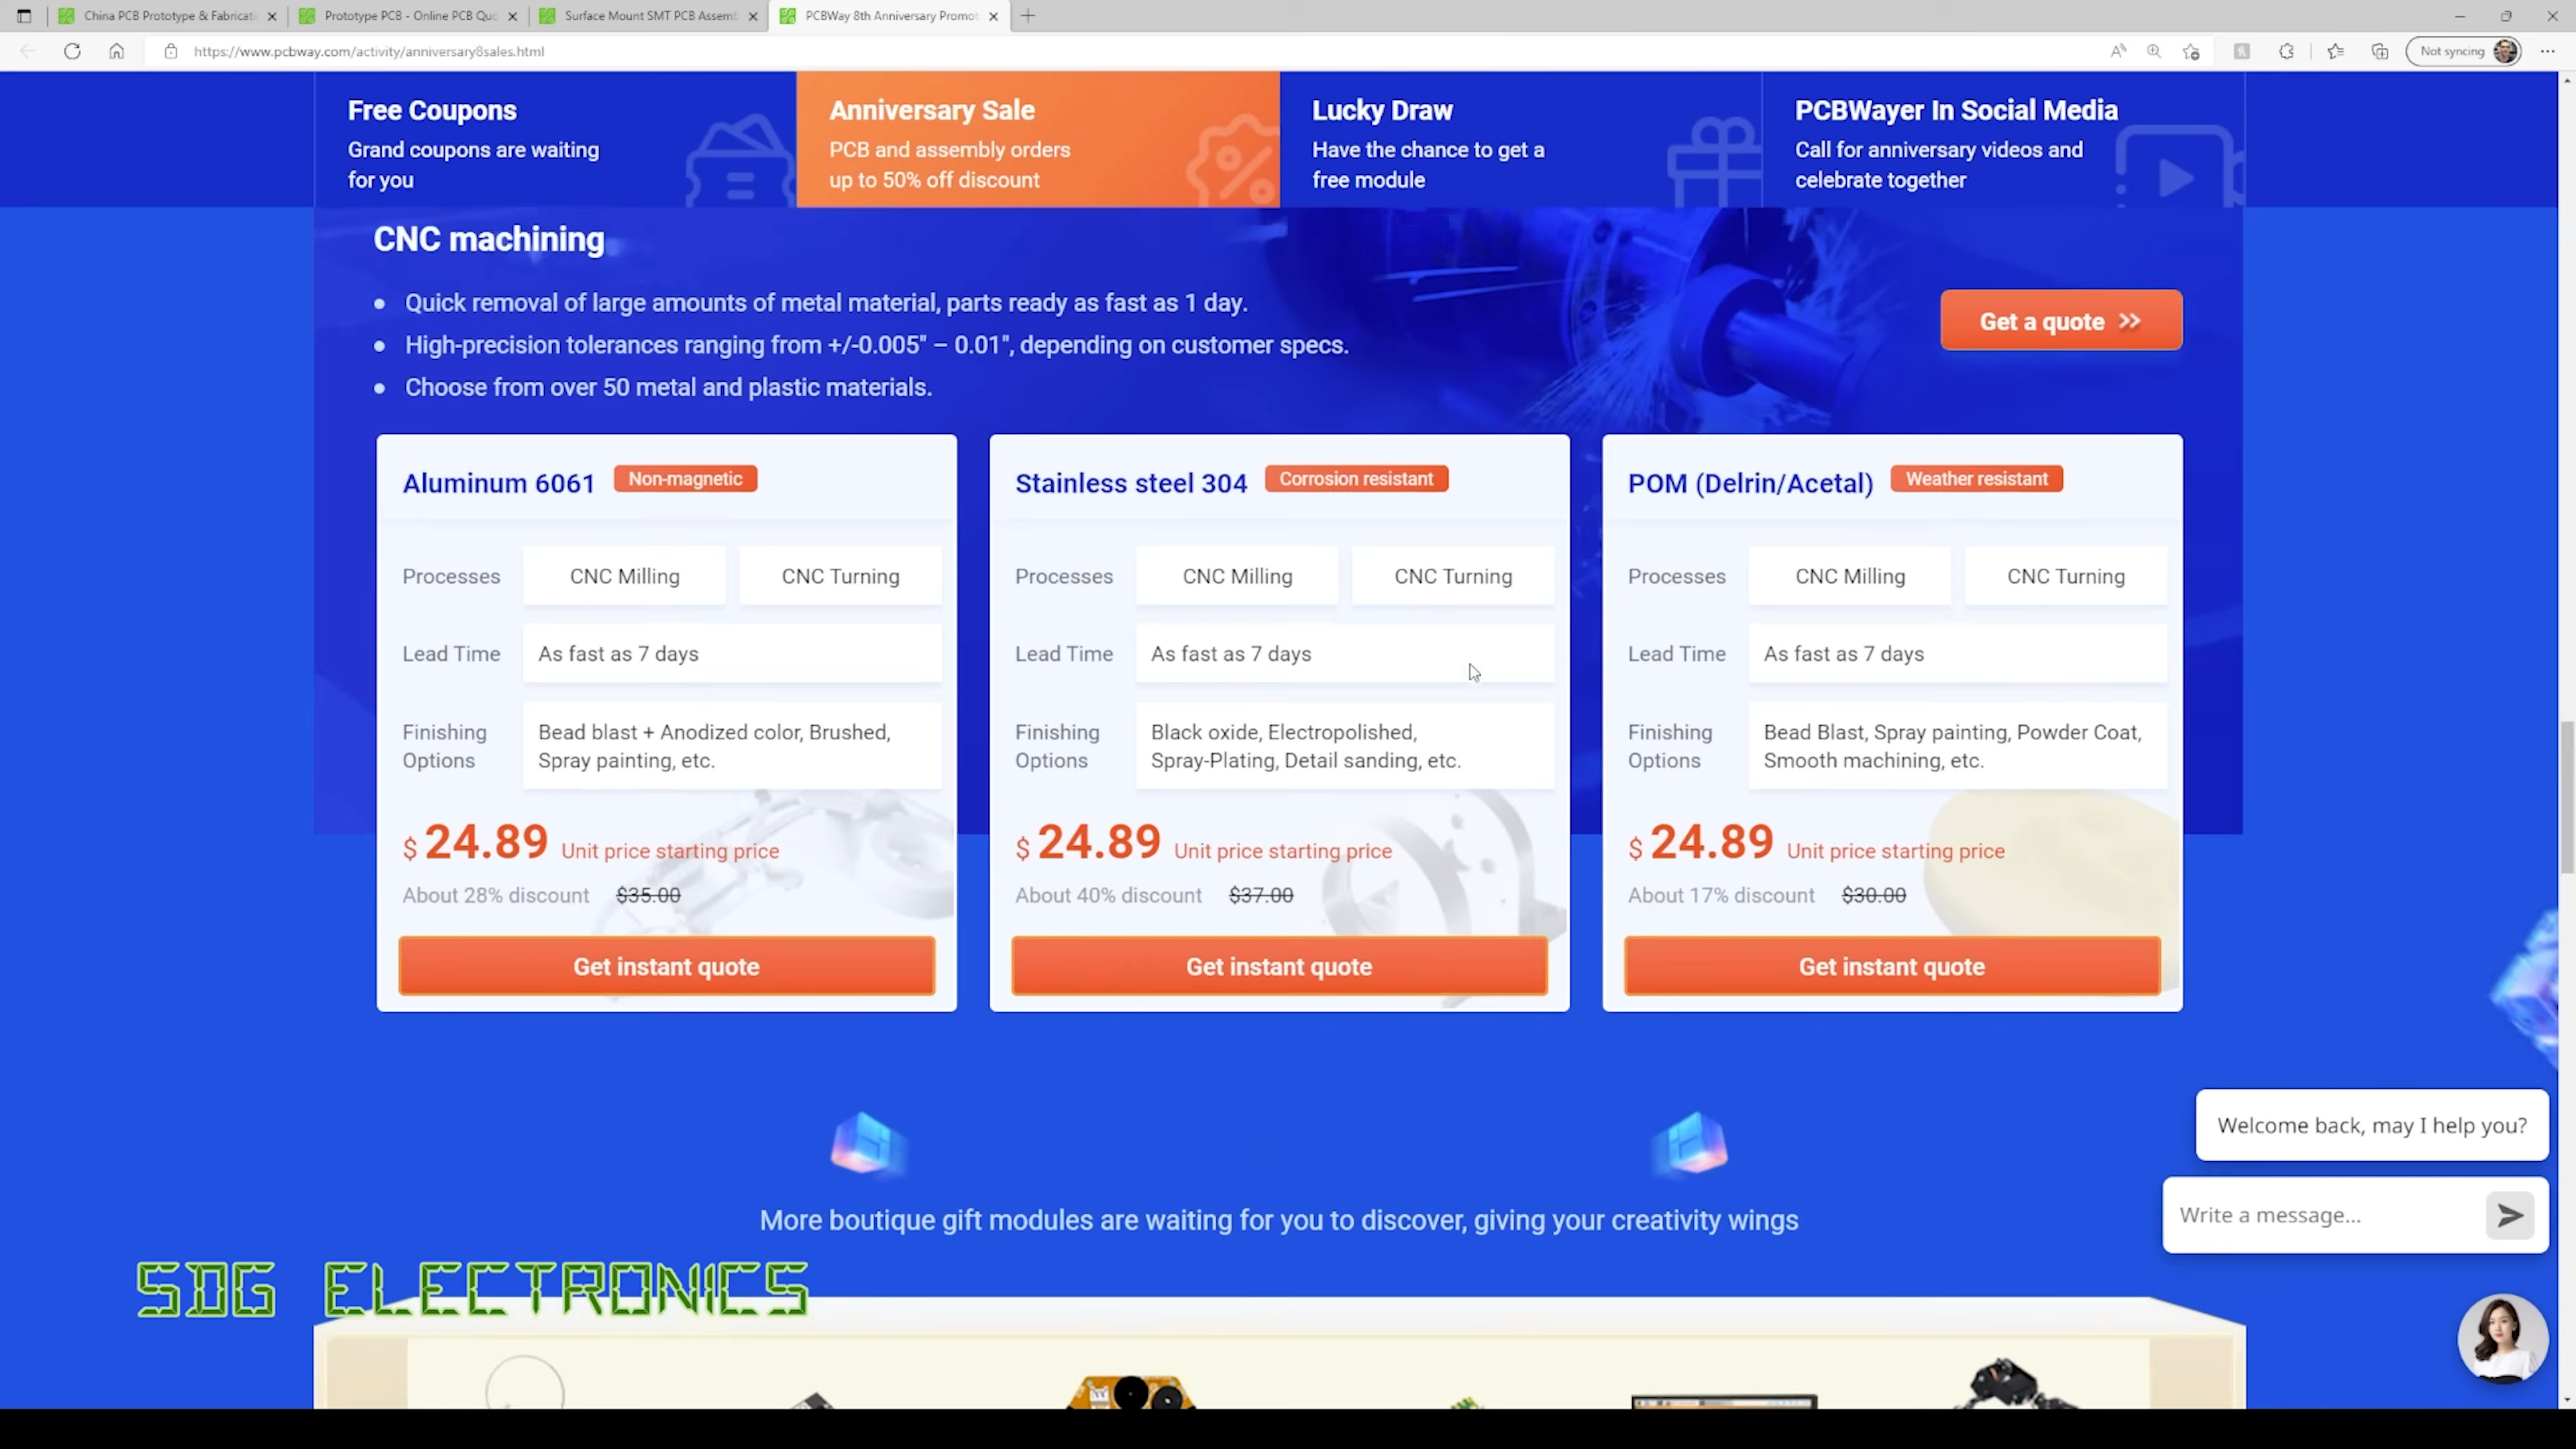 China PCB Prototype & Fabricati
Prototype PCB - Online PCB Quo
Surface Mount SMT PCB Assemb
PCBWay 8th Anniversary Promot
https://www.pcbway.com/activity/anniversary8sales.html
Not syncing
Free Coupons
Grand coupons are waiting
for you
Anniversary Sale
PCB and assembly orders
up to 50% off discount
Lucky Draw
Have the chance to get a
free module
PCBWayer In Social Media
Call for anniversary videos and
celebrate together
CNC machining
• Quick removal of large amounts of metal material, parts ready as fast as 1 day.
• High-precision tolerances ranging from +/-0.005" – 0.01", depending on customer specs.
• Choose from over 50 metal and plastic materials.
Get a quote >>
Aluminum 6061 Non-magnetic
Processes CNC Milling CNC Turning
Lead Time As fast as 7 days
Finishing Options
Bead blast + Anodized color, Brushed,
Spray painting, etc.
$ 24.89 Unit price starting price
About 28% discount $35.00
Get instant quote
Stainless steel 304 Corrosion resistant
Processes CNC Milling CNC Turning
Lead Time As fast as 7 days
Finishing Options
Black oxide, Electropolished,
Spray-Plating, Detail sanding, etc.
$ 24.89 Unit price starting price
About 40% discount $37.00
Get instant quote
POM (Delrin/Acetal) Weather resistant
Processes CNC Milling CNC Turning
Lead Time As fast as 7 days
Finishing Options
Bead Blast, Spray painting, Powder Coat,
Smooth machining, etc.
$ 24.89 Unit price starting price
About 17% discount $30.00
Get instant quote
More boutique gift modules are waiting for you to discover, giving your creativity wings
Welcome back, may I help you?
Write a message...
SDG ELECTRONICS